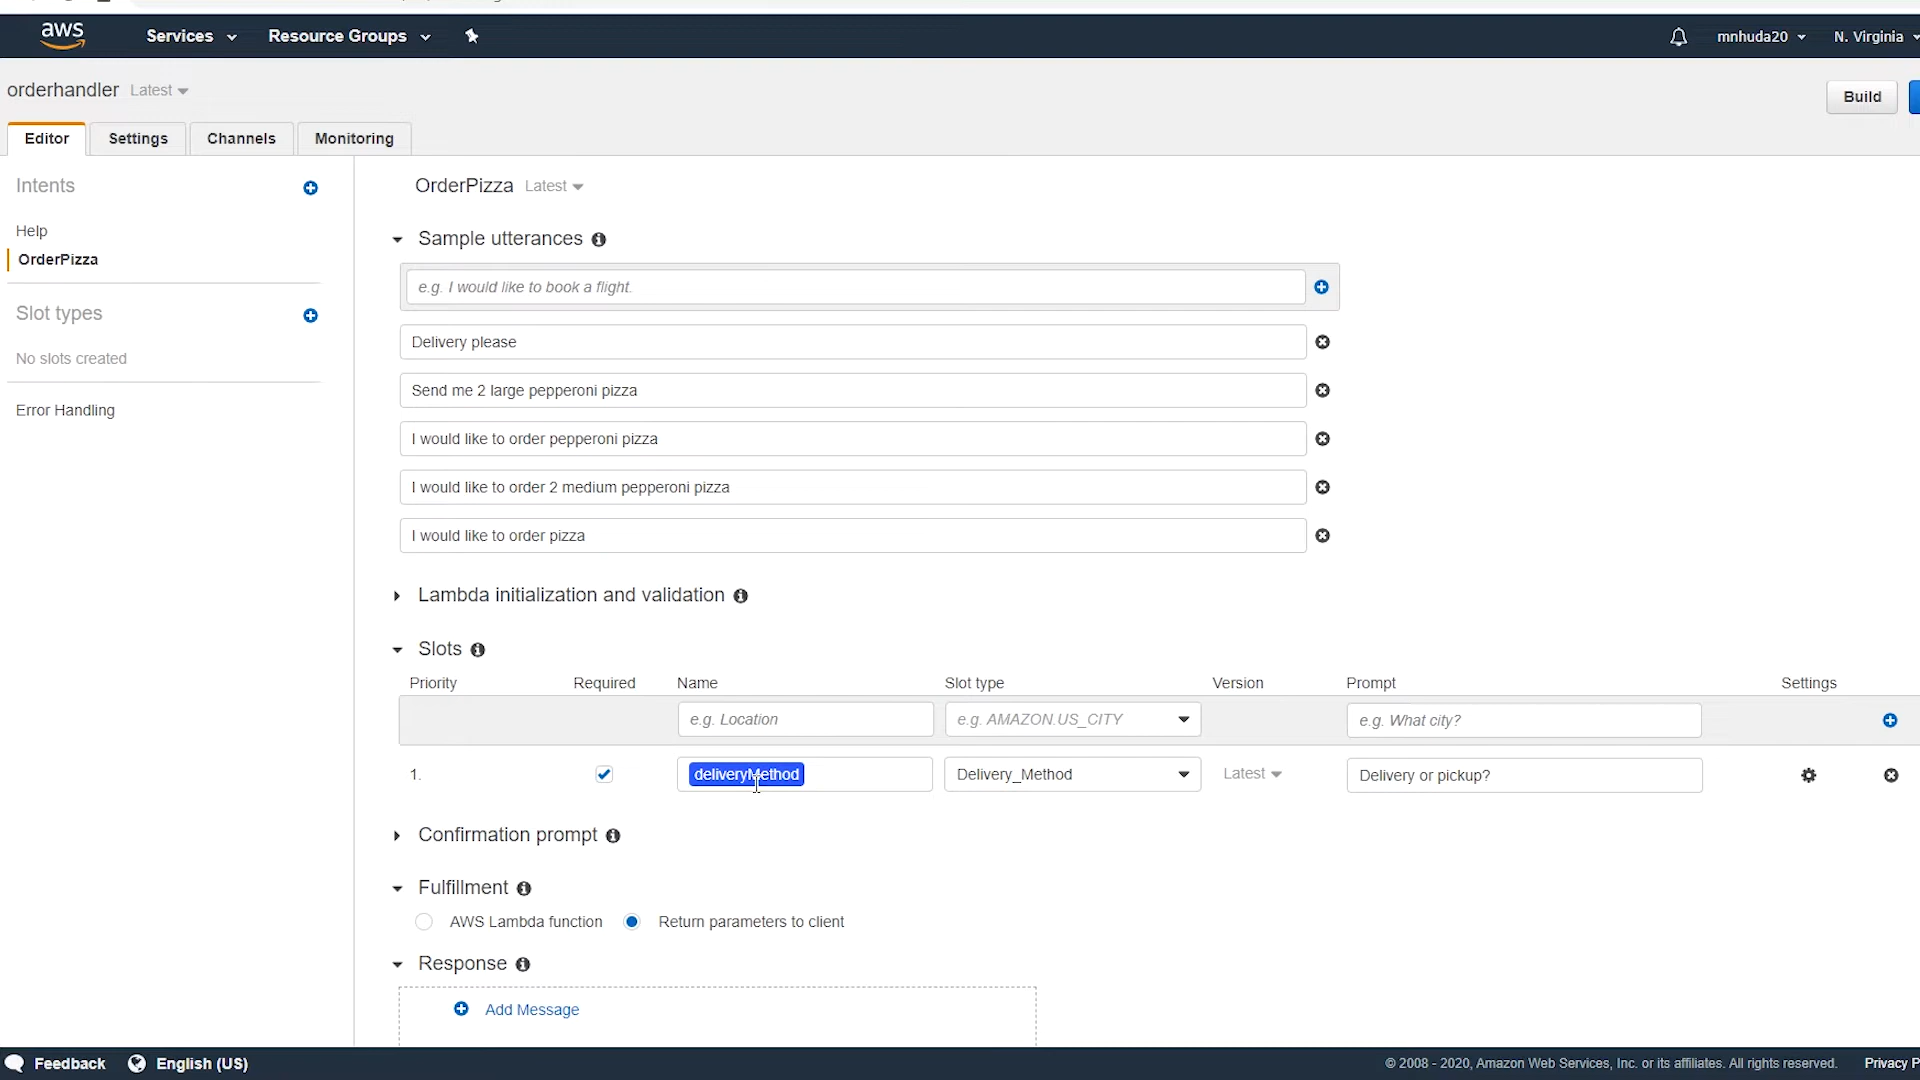 aws Services Resource Groups mnhuda20 N. Virginia
orderhandler Latest
Build
Editor Settings Channels Monitoring
Intents
Help
OrderPizza
Slot types
No slots created
Error Handling
OrderPizza Latest
Sample utterances
e.g. I would like to book a flight.
Delivery please
Send me 2 large pepperoni pizza
I would like to order pepperoni pizza
I would like to order 2 medium pepperoni pizza
I would like to order pizza
Lambda initialization and validation
Slots
Priority Required Name Slot type Version Prompt Settings
e.g. Location e.g. AMAZON.US_CITY e.g. What city?
1. deliveryMethod Delivery_Method Latest Delivery or pickup?
Confirmation prompt
Fulfillment
AWS Lambda function Return parameters to client
Response
Add Message
Feedback English (US) © 2008 - 2020, Amazon Web Services, Inc. or its affiliates. All rights reserved. Privacy P